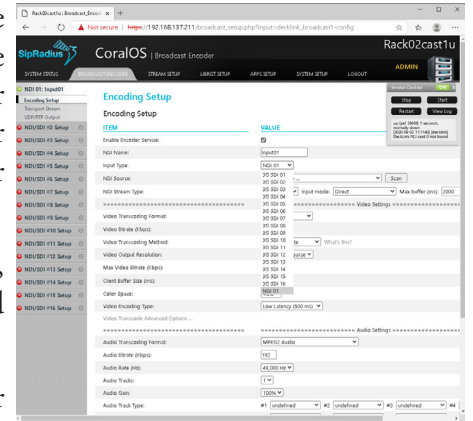 Rack02cast1u: Broadcast_Encoder
Not secure | https://192.168.137.211/broadcast_setup.php?input=decklink_broadcast1-config
SipRadius
CoralOS | Broadcast Encoder
Rack02cast1u
ADMIN
SYSTEM STATUS
BROADCAST ENCODER
STREAM SETUP
LIBRIST SETUP
APPS SETUP
SYSTEM SETUP
LOGOUT
Service Control
ON
Stop
Start
Restart
View Log
NDI 01: Input01
Encoding Setup
Transport Stream
UDP/RTP Output
NDI/SDI #2 Setup
NDI/SDI #3 Setup
NDI/SDI #4 Setup
NDI/SDI #5 Setup
NDI/SDI #6 Setup
NDI/SDI #7 Setup
NDI/SDI #8 Setup
NDI/SDI #9 Setup
NDI/SDI #10 Setup
NDI/SDI #11 Setup
NDI/SDI #12 Setup
NDI/SDI #13 Setup
NDI/SDI #14 Setup
NDI/SDI #15 Setup
NDI/SDI #16 Setup
Encoding Setup
Encoding Setup
ITEM
VALUE
Enable Encoder Service:
NDI Name:
Input01
Input Type:
NDI 01
3G SDI 01
3G SDI 02
3G SDI 03
3G SDI 04
3G SDI 05
3G SDI 06
3G SDI 07
3G SDI 08
3G SDI 09
3G SDI 10
3G SDI 11
3G SDI 12
3G SDI 13
3G SDI 14
3G SDI 15
3G SDI 16
NDI 01
NDI Source:
Scan
NDI Stream Type:
Input mode:
Direct
Max buffer (ms):
2000
Video Settings
Video Transcoding Format:
Video Bitrate (Kbps):
Video Transcoding Method:
What's this?
Video Output Resolution:
Max Video Bitrate (Kbps):
Client Buffer Size (ms):
Color Space:
Video Encoding Type:
Low Latency (500 ms)
Video Transcode Advanced Options ...
Audio Settings
Audio Transcoding Format:
MPEG2 Audio
Audio Bitrate (Kbps):
192
Audio Rate (Hz):
48,000 Hz
Audio Tracks:
1
Audio Gain:
100%
Audio Track Type:
#1
undefined
#2
undefined
#3
undefined
#4